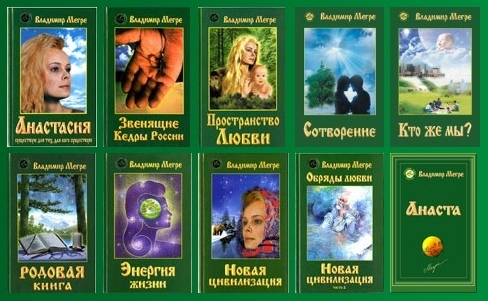 Владимир Мегре
Анастасия
Владимир Мегре
Звенящие
Кедры России
Владимир Мегре
Пространство
Любви
Владимир Мегре
Сотворение
Владимир Мегре
Кто же мы?
Владимир Мегре
РОДОВАЯ
КНИГА
Владимир Мегре
Энергия
жизни
Владимир Мегре
Новая
цивилизация
Владимир Мегре
Обряды любви
Новая
цивилизация
часть 2
Владимир Мегре
Анаста